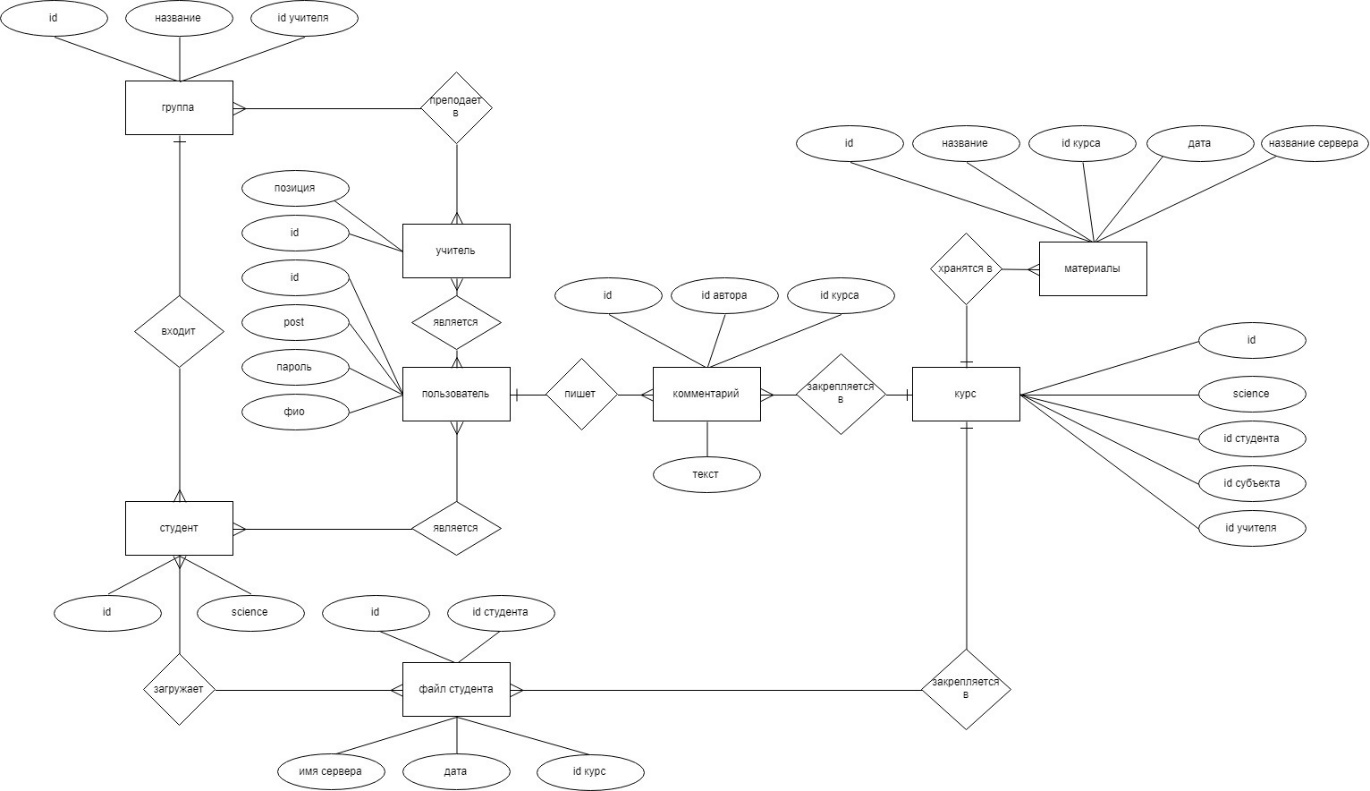 id
название
id учителя
группа
преподает
в
id
название
id курса
дата
название сервера
позиция
id
учитель
хранятся в
материалы
id
id
id автора
id курса
post
является
входит
id
пароль
пользователь
пишет
комментарий
закрепляется
в
курс
science
фио
id студента
текст
id субъекта
студент
является
id учителя
id
science
id
id студента
загружает
файл студента
закрепляется
в
имя сервера
дата
id курс